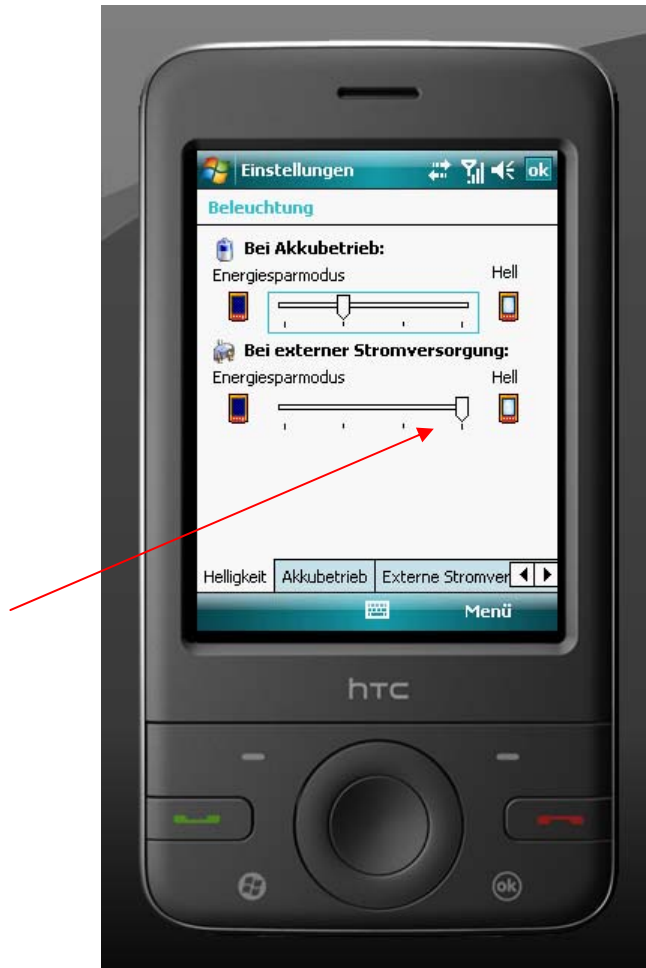 Einstellungen ok
Beleuchtung
Bei Akkubetrieb:
Energiesparmodus Hell
Bei externer Stromversorgung:
Energiesparmodus Hell
Helligkeit Akkubetrieb Externe Stromver
Menü
hTC
ok